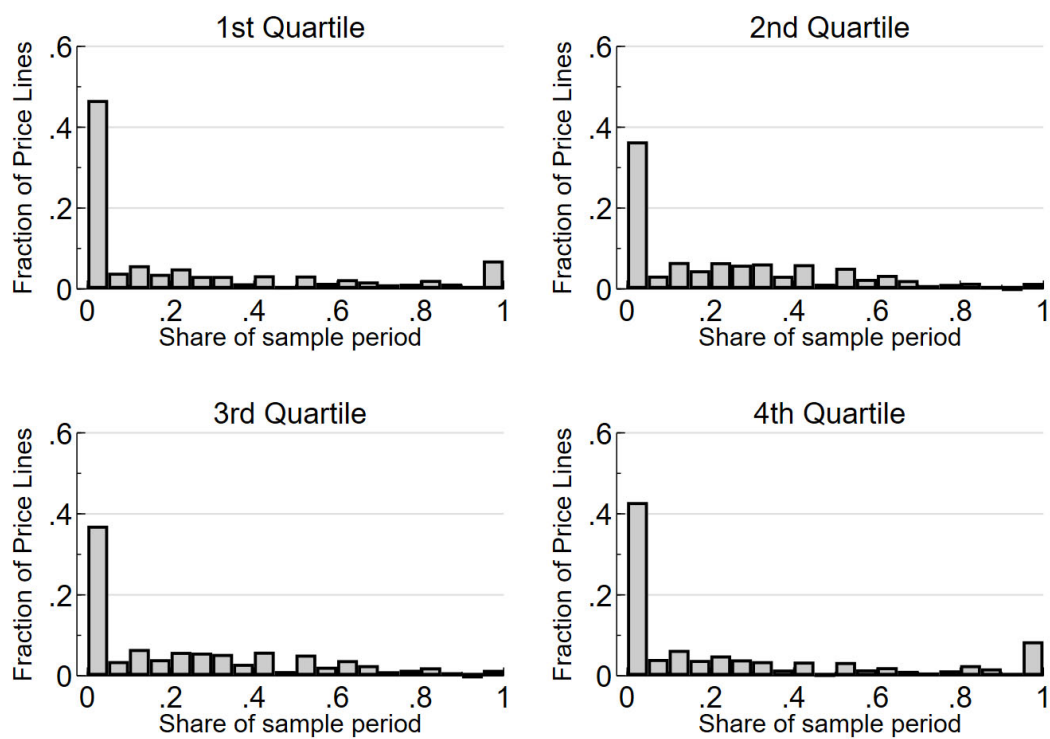 1st Quartile
Fraction of Price Lines
.6
.4
.2
0
0 .2 .4 .6 .8 1
Share of sample period
2nd Quartile
Fraction of Price Lines
.6
.4
.2
0
0 .2 .4 .6 .8 1
Share of sample period
3rd Quartile
Fraction of Price Lines
.6
.4
.2
0
0 .2 .4 .6 .8 1
Share of sample period
4th Quartile
Fraction of Price Lines
.6
.4
.2
0
0 .2 .4 .6 .8 1
Share of sample period